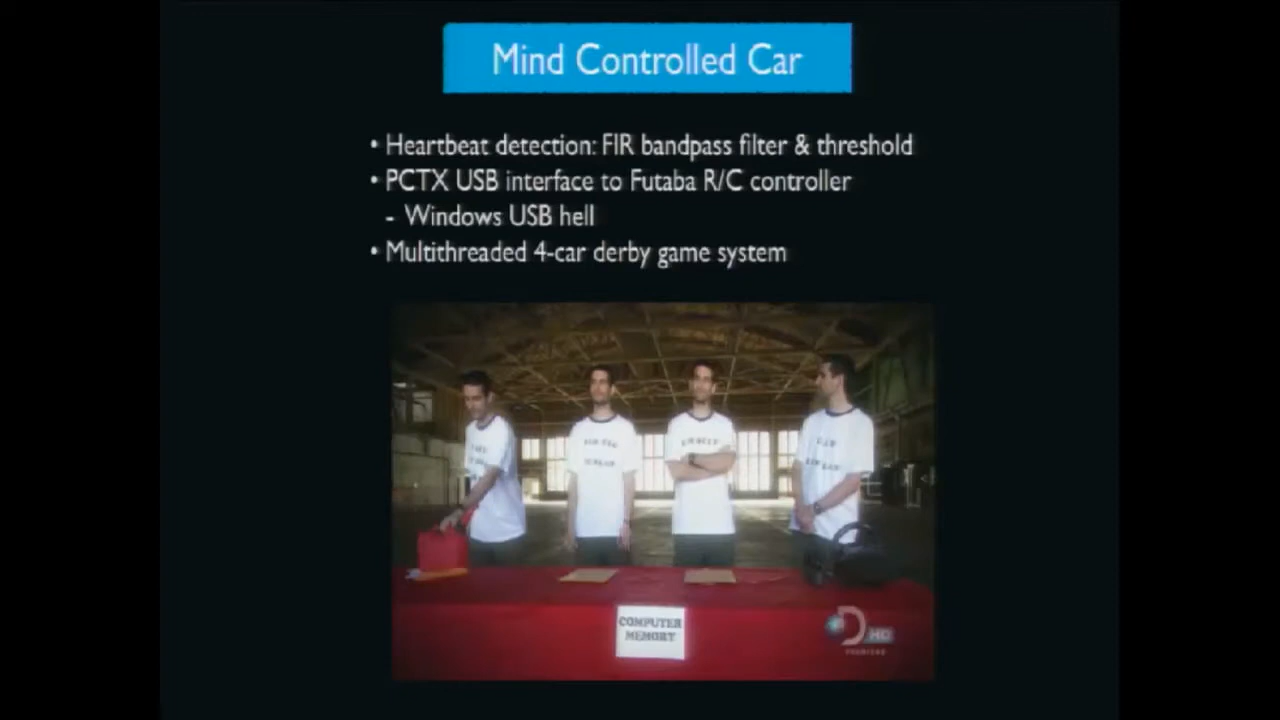 Mind Controlled Car
• Heartbeat detection: FIR bandpass filter & threshold
• PCTX USB interface to Futaba R/C controller
- Windows USB hell
• Multithreaded 4-car derby game system
COMPUTER
MEMORY
D HD
PREMIERE